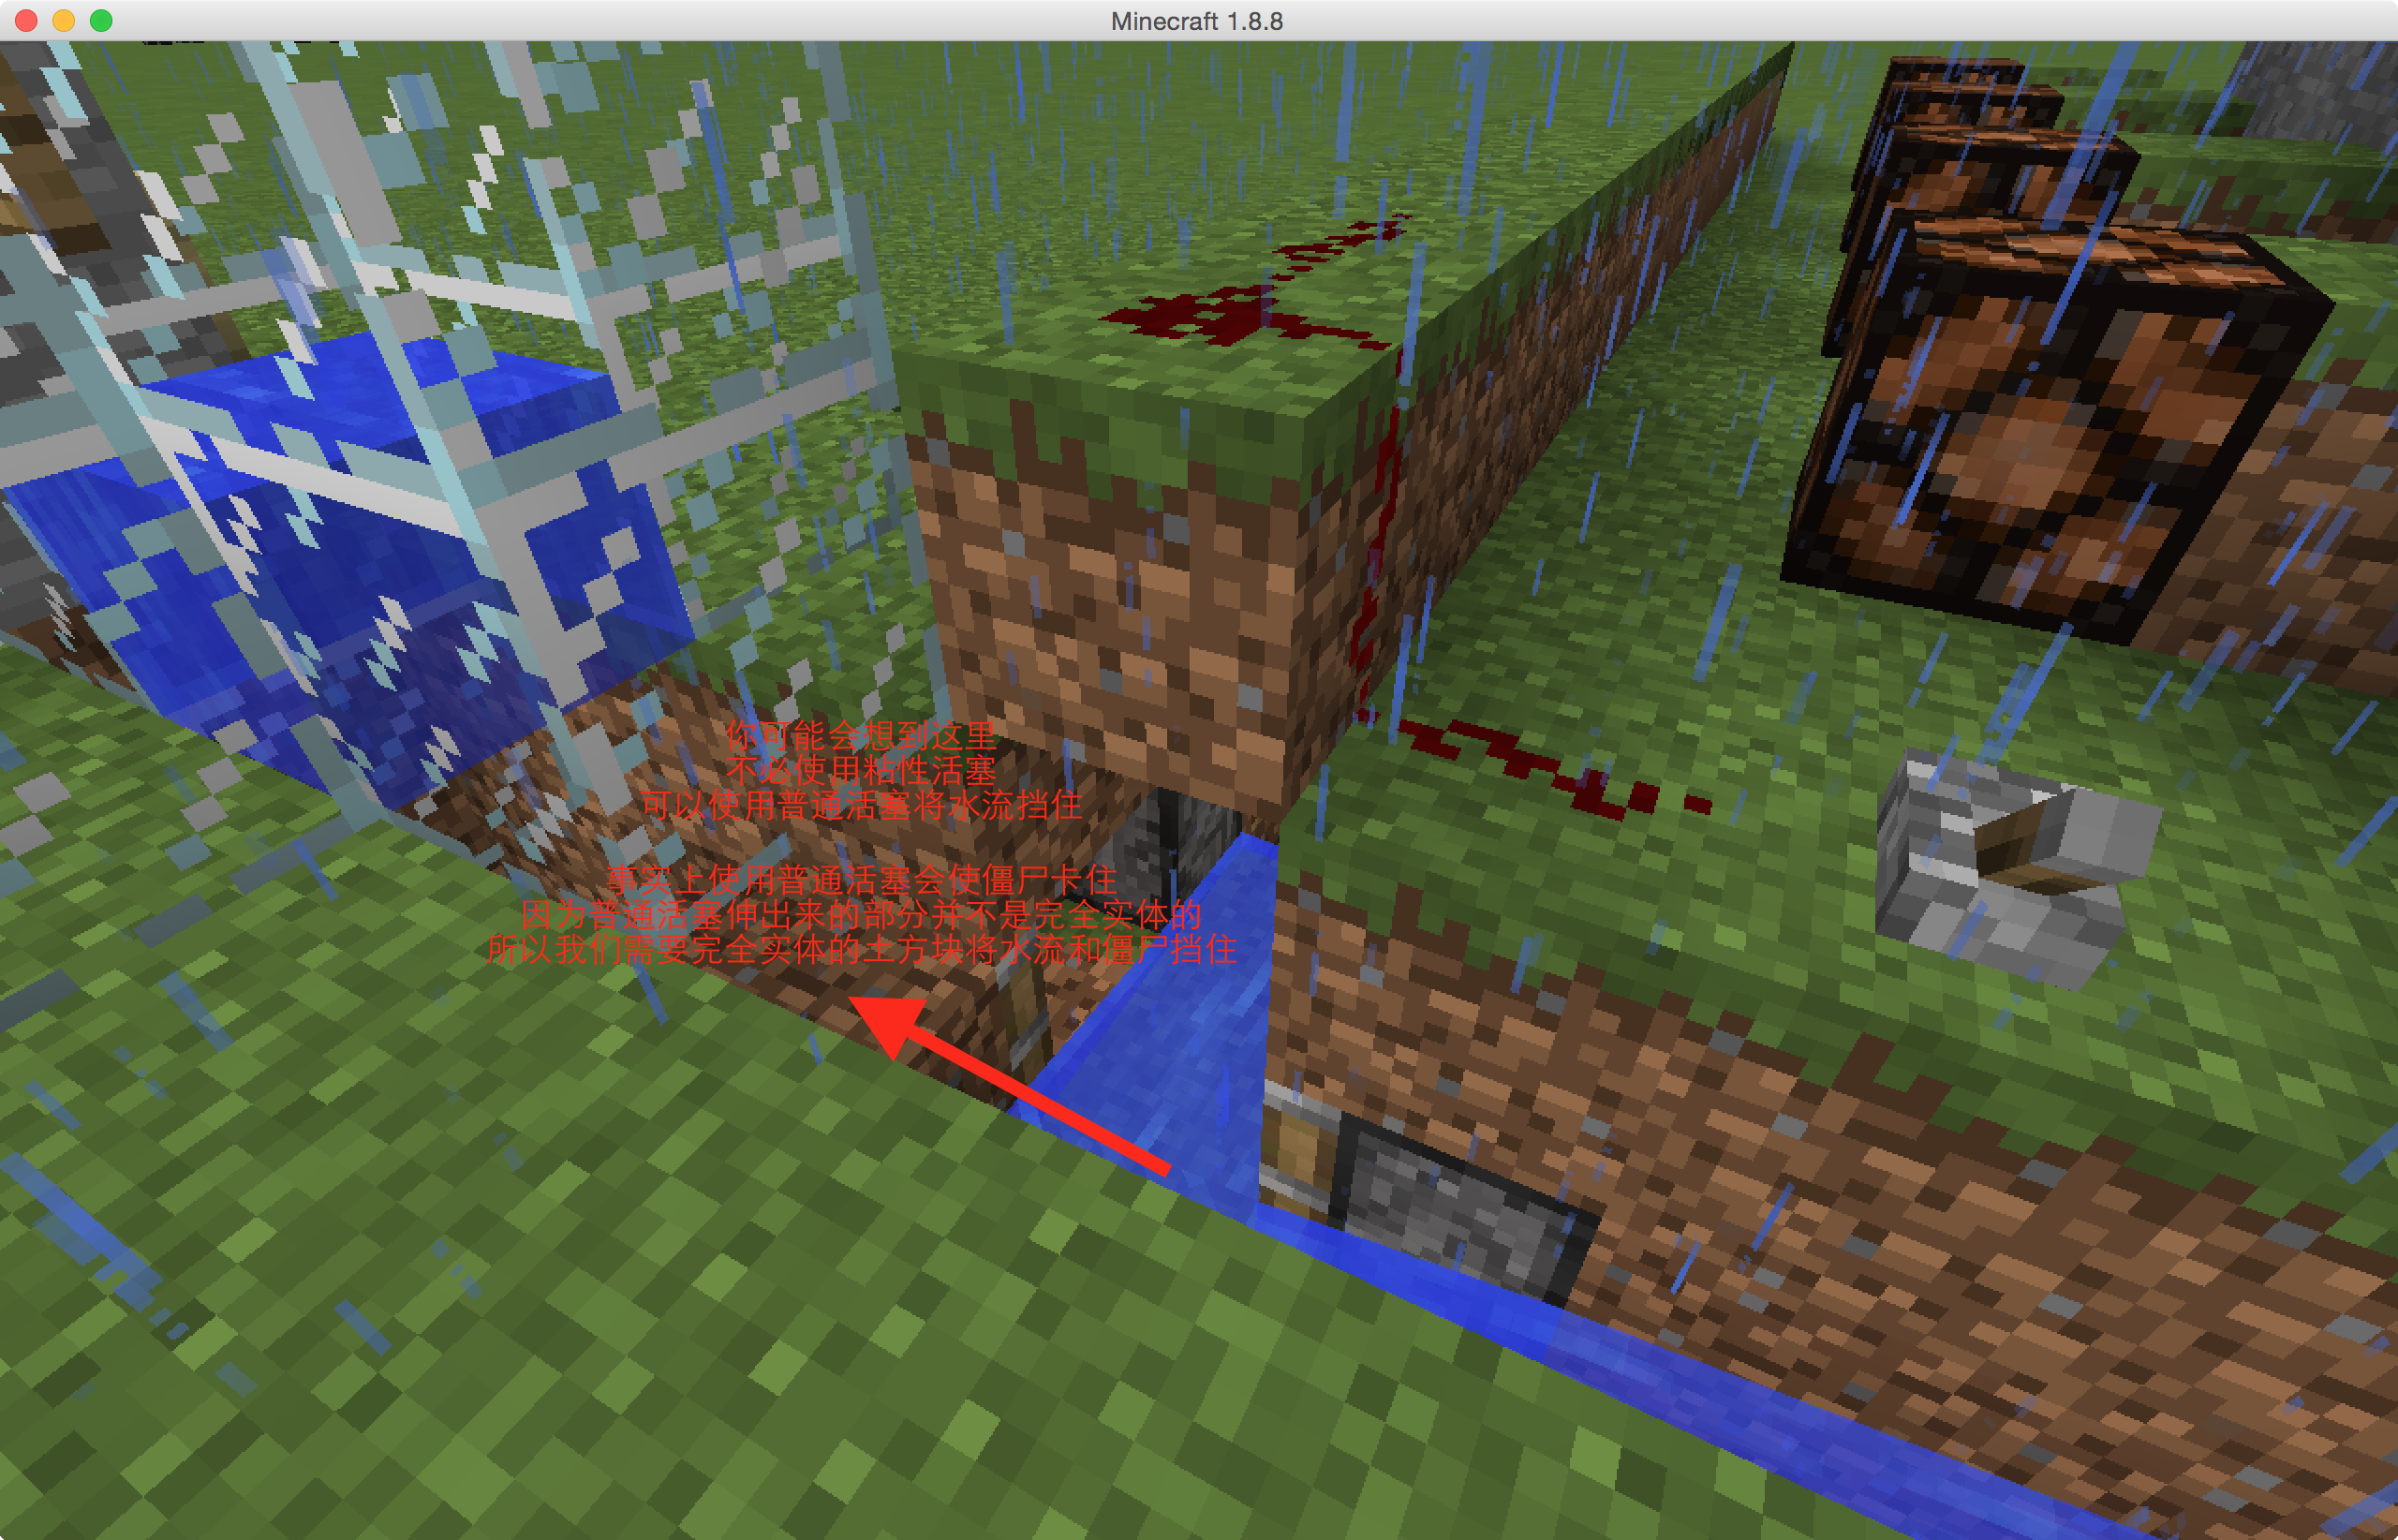 Minecraft 1.8.8
你可能会想到这里
不必使用粘性活塞
可以使用普通活塞将水流挡住
事实上使用普通活塞会使僵尸卡住
因为普通活塞伸出来的部分并不是完全实体的
所以我们需要完全实体的土方块将水流和僵尸挡住